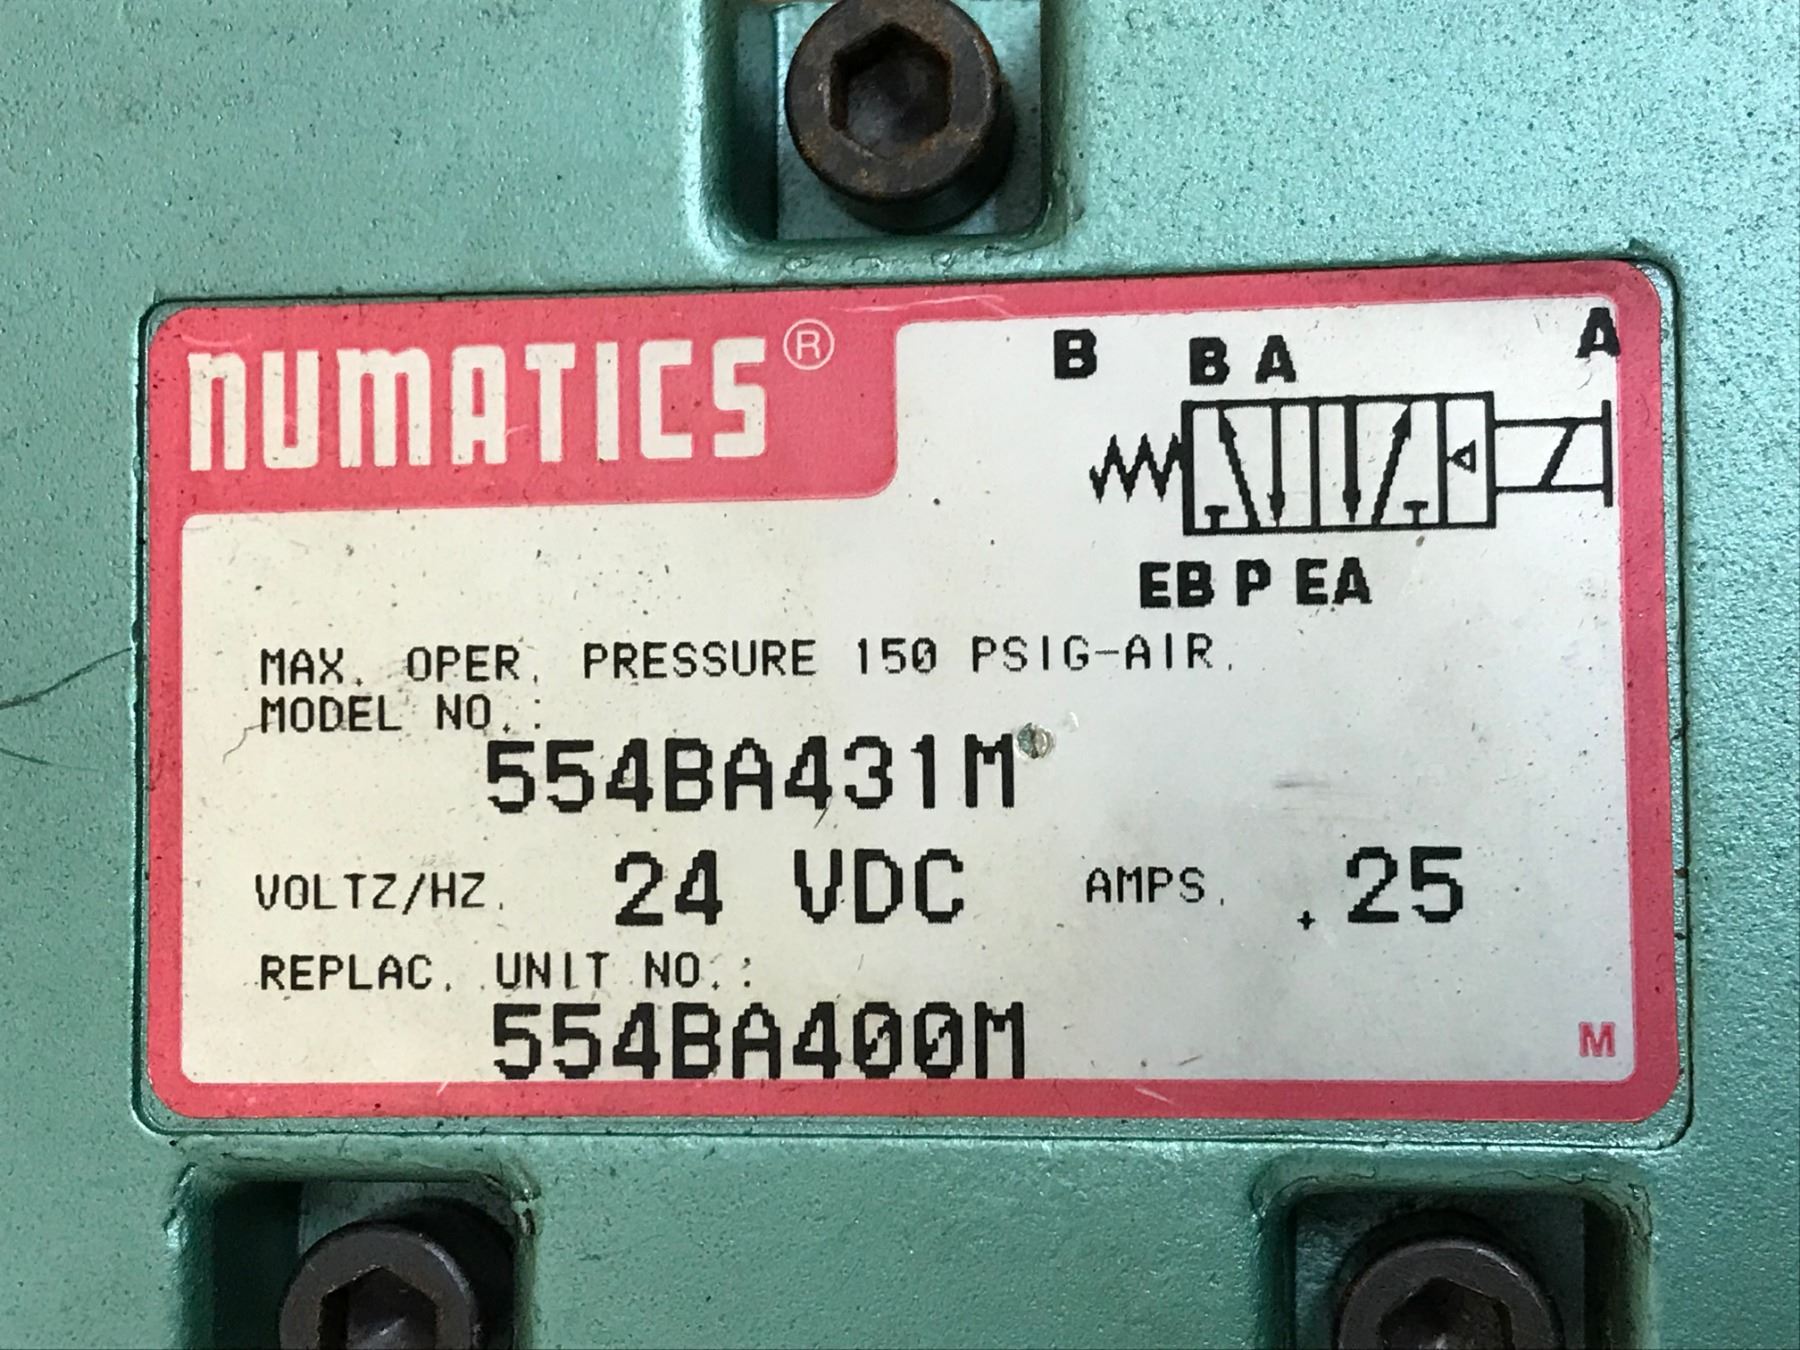 NUMATICS®
B BA A
EB P EA
MAX. OPER. PRESSURE 150 PSIG-AIR.
MODEL NO.:
554BA431M
VOLTZ/HZ. 24 VDC AMPS. .25
REPLAC. UNIT NO.:
554BA400M
M